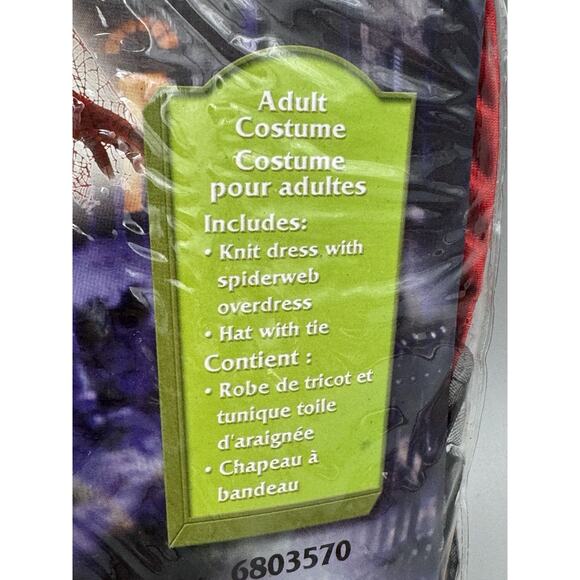 Adult
Costume
Costume
pour adultes
Includes:
• Knit dress with
spiderweb
overdress
• Hat with tie
Contient :
• Robe de tricot et
tunique toile
d'araignée
• Chapeau à
bandeau
6803570